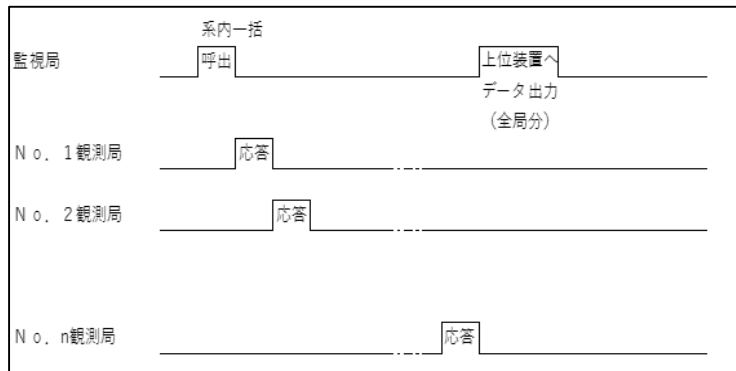 系内一括
監視局
呼出
上位装置へ
データ出力
(全局分)
No. 1観測局
応答
No. 2観測局
応答
No. n観測局
応答